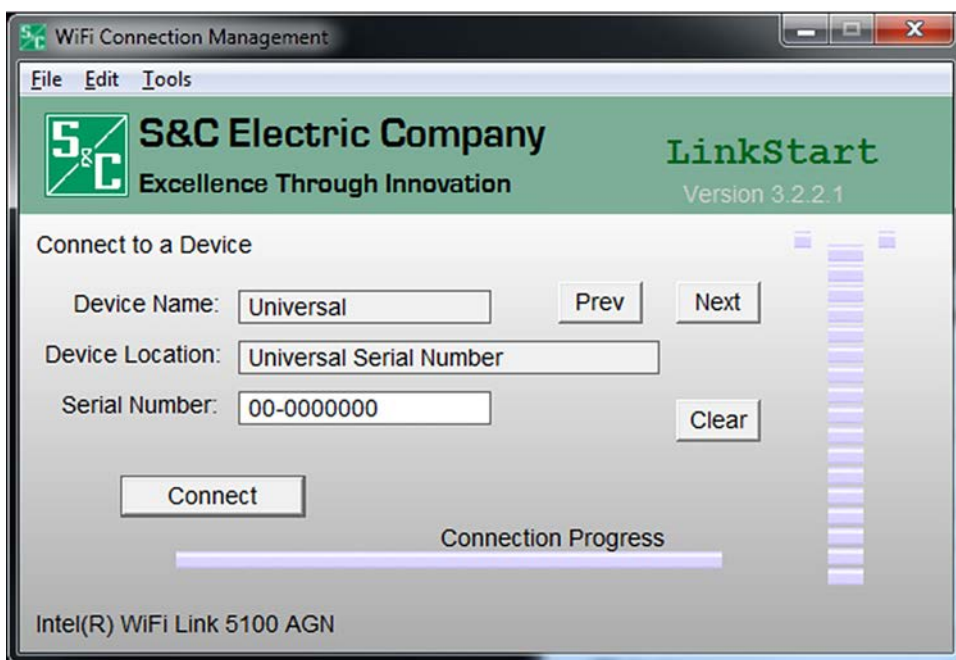 WiFi Connection Management
File Edit Tools
S&C
S&C Electric Company
Excellence Through Innovation
LinkStart
Version 3.2.2.1
Connect to a Device
Device Name: Universal Prev Next
Device Location: Universal Serial Number
Serial Number: 00-0000000
Clear
Connect
Connection Progress
Intel(R) WiFi Link 5100 AGN